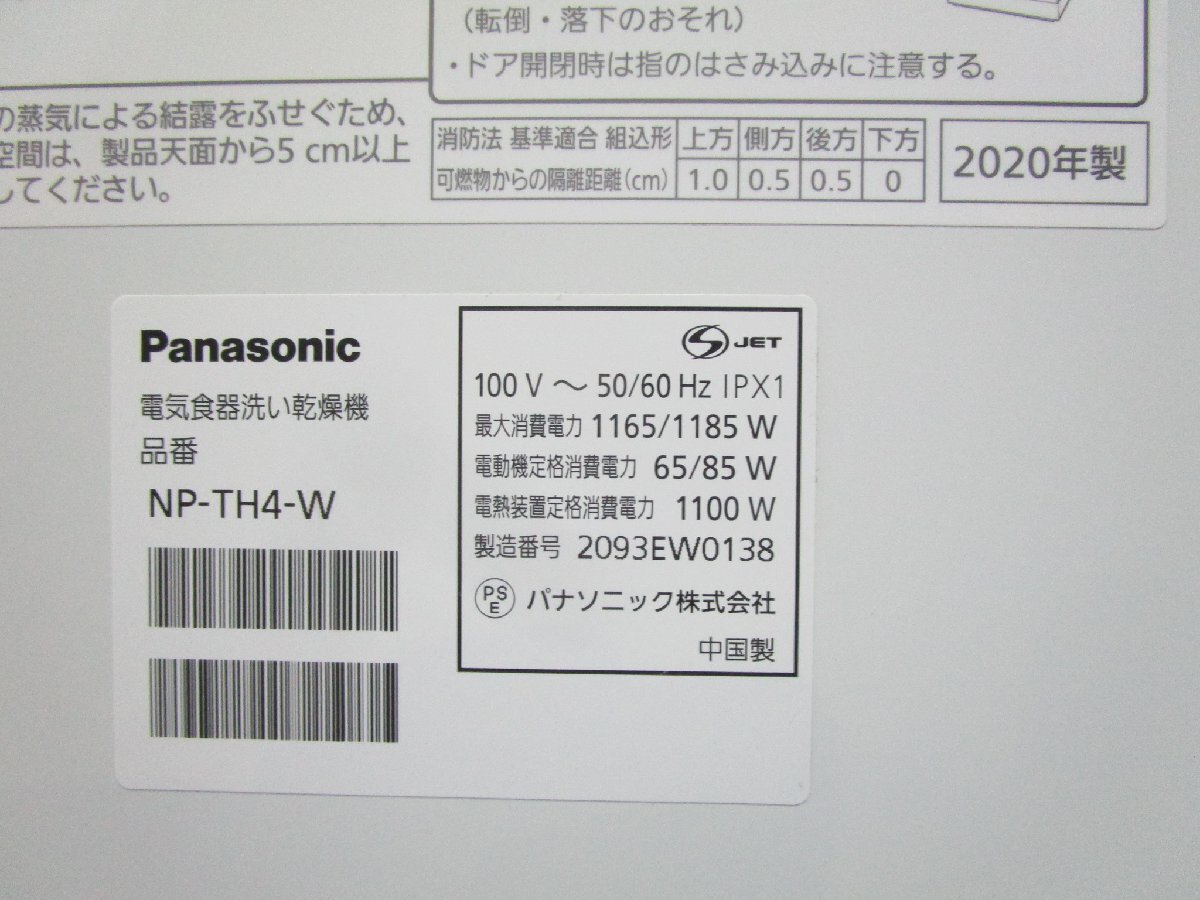 (転倒・落下のおそれ)
・ドア開閉時は指のはさみ込みに注意する。
の蒸気による結露をふせぐため、
空間は、製品天面から5 cm以上
してください。
消防法 基準適合 組込形 上方 側方 後方 下方
可燃物からの隔離距離(cm) 1.0 0.5 0.5 0
2020年製
Panasonic
電気食器洗い乾燥機
品番
NP-TH4-W
S JET
100 V ～ 50/60 Hz IPX1
最大消費電力 1165/1185 W
電動機定格消費電力 65/85 W
電熱装置定格消費電力 1100 W
製造番号 2093EW0138
PSE パナソニック株式会社
中国製